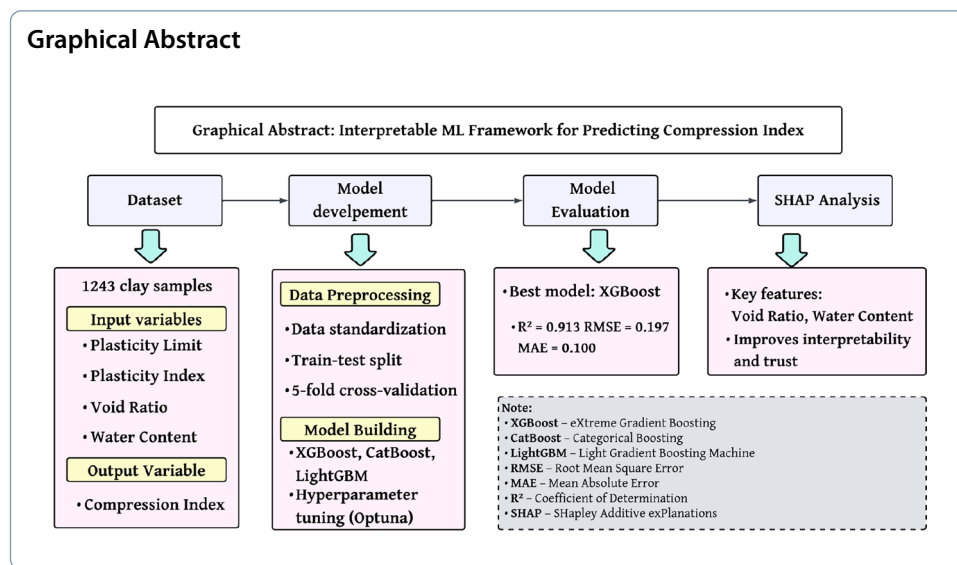 Graphical Abstract
Graphical Abstract: Interpretable ML Framework for Predicting Compression Index
Dataset
Model
develpement
Model
Evaluation
SHAP Analysis
1243 clay samples
Input variables
• Plasticity Limit
• Plasticity Index
• Void Ratio
• Water Content
Output Variable
• Compression Index
Data Preprocessing
• Data standardization
• Train-test split
• 5-fold cross-validation
Model Building
• XGBoost, CatBoost,
LightGBM
• Hyperparameter
tuning (Optuna)
• Best model: XGBoost
• R² = 0.913 RMSE = 0.197
MAE = 0.100
• Key features:
Void Ratio, Water Content
• Improves interpretability
and trust
Note:
• XGBoost – eXtreme Gradient Boosting
• CatBoost – Categorical Boosting
• LightGBM – Light Gradient Boosting Machine
• RMSE – Root Mean Square Error
• MAE – Mean Absolute Error
• R² – Coefficient of Determination
• SHAP – SHapley Additive exPlanations